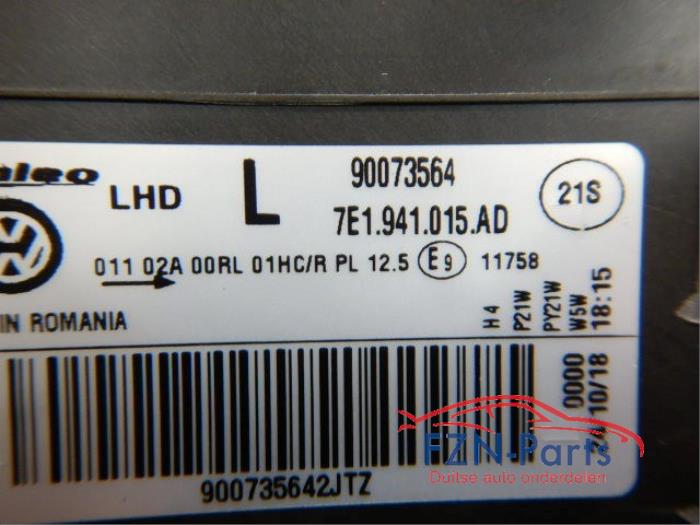 LHD L 90073564
7E1.941.015.AD
21S
011 02A 00RL 01HC/R PL 12.5 E9 11758
IN ROMANIA
H4
P21W
PY21W
W5W
18:15
0000
10/18
900735642JTZ
FZN-Parts
Duitse auto onderdelen